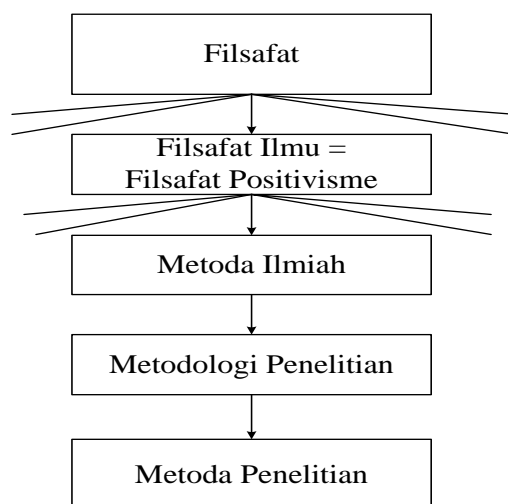 Filsafat
Filsafat Ilmu =
Filsafat Positivisme
Metoda Ilmiah
Metodologi Penelitian
Metoda Penelitian